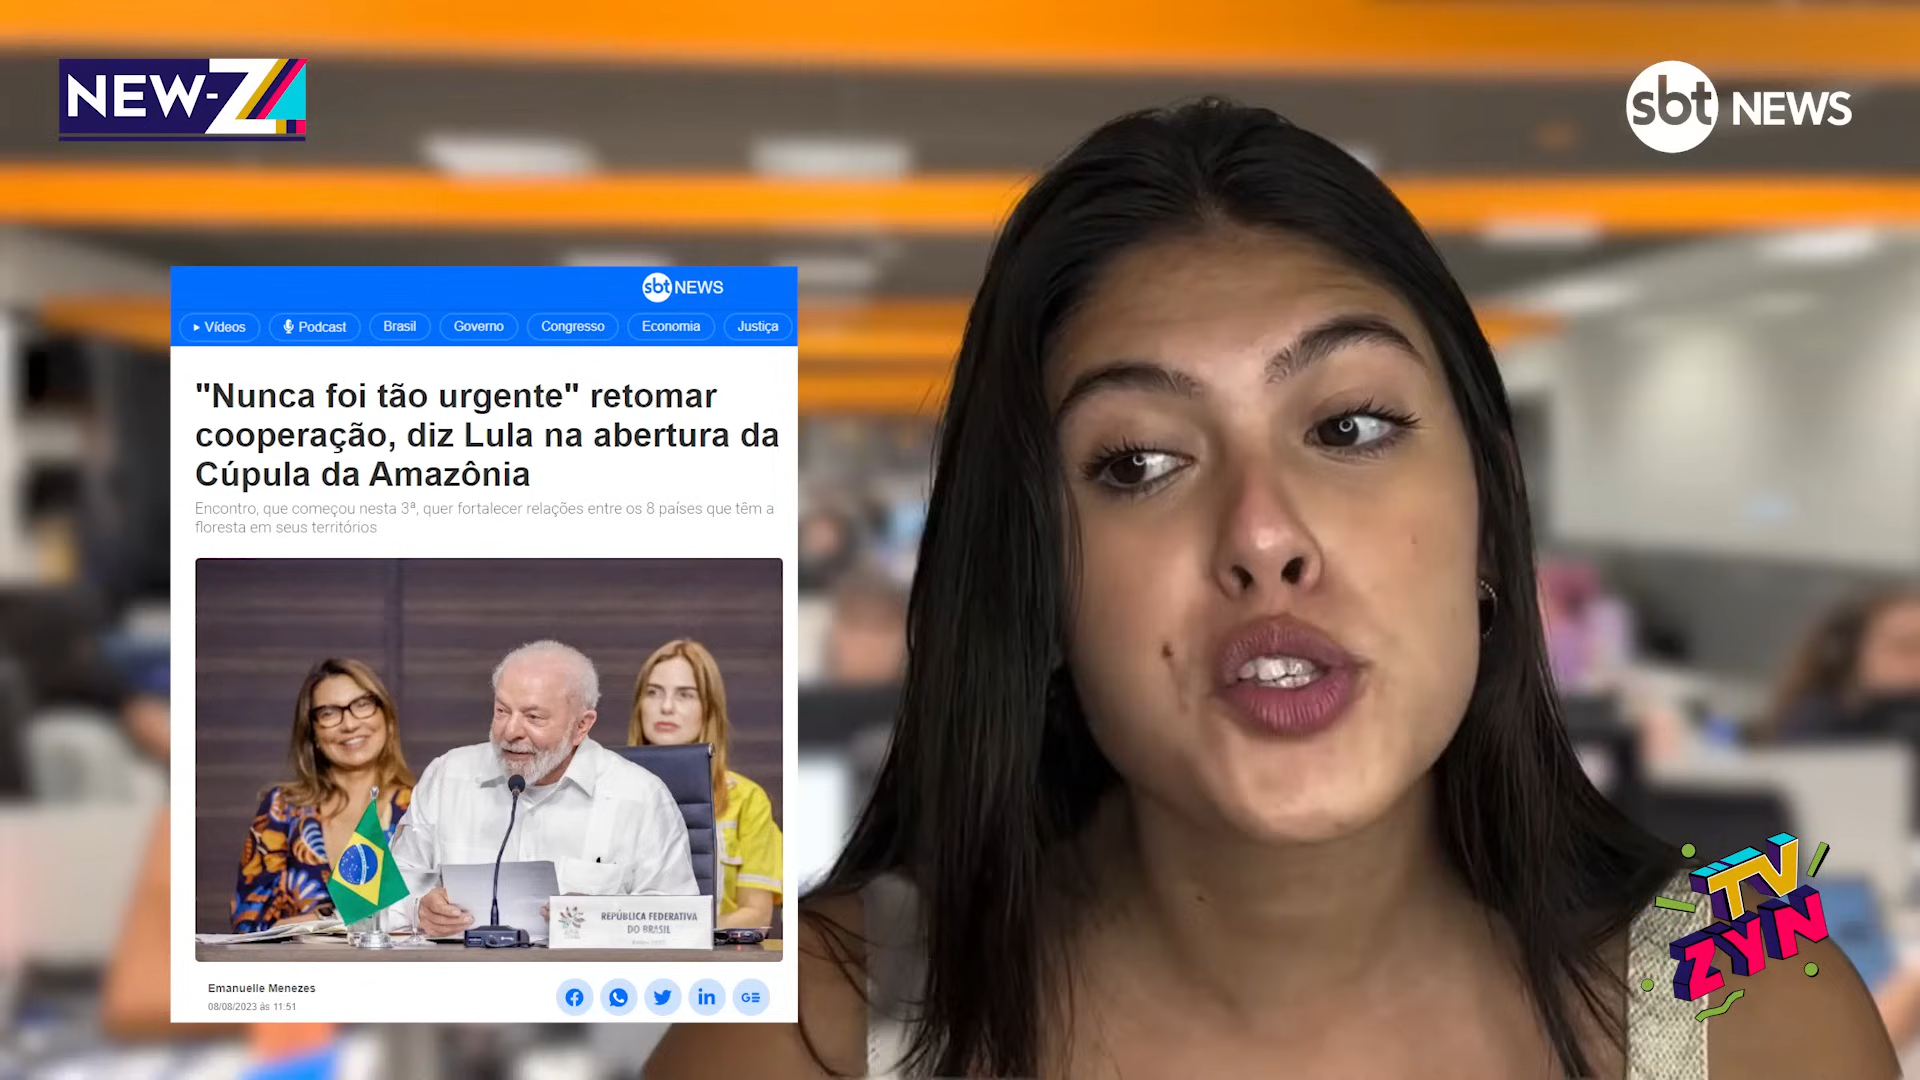 NEW-Z
sbt NEWS
sbt NEWS
Vídeos
Podcast
Brasil
Governo
Congresso
Economia
Justiça
"Nunca foi tão urgente" retomar
cooperação, diz Lula na abertura da
Cúpula da Amazônia
Encontro, que começou nesta 3ª, quer fortalecer relações entre os 8 países que têm a
floresta em seus territórios
REPÚBLICA FEDERATIVA
DO BRASIL
Emanuelle Menezes
08/08/2023 às 11:51
TV
ZYN